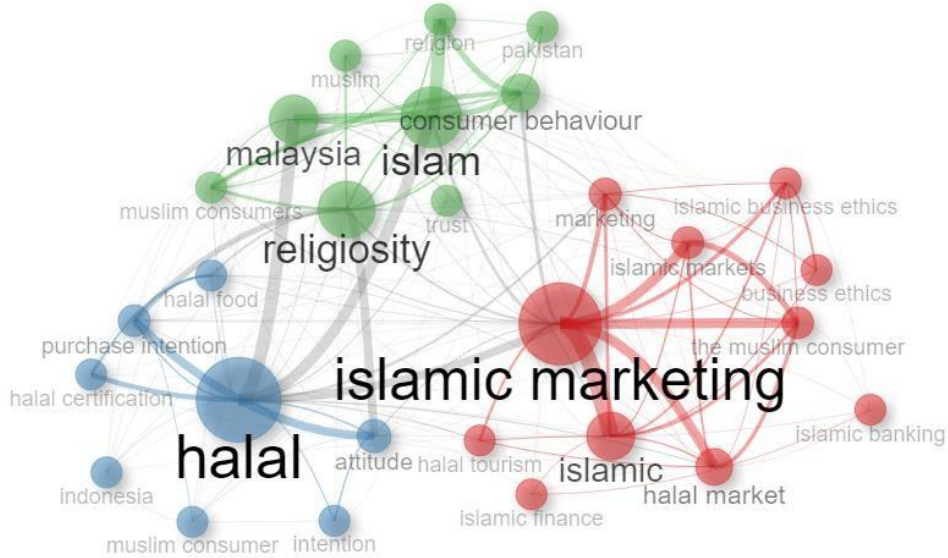 religion
pakistan
muslim
consumer behaviour
malaysia
islam
muslim consumers
trust
religiosity
marketing
islamic business ethics
islamic markets
business ethics
halal food
purchase intention
the muslim consumer
halal certification
islamic marketing
islamic banking
halal
attitude
halal tourism
islamic
halal market
indonesia
islamic finance
muslim consumer
intention